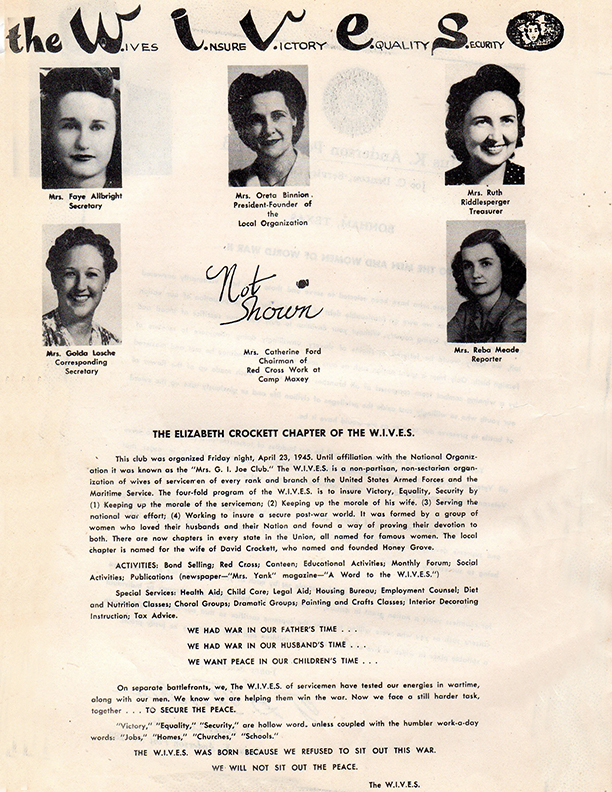 the W.IVES I.NSURE V.ICTORY E.QUALITY S.ECURITY
Mrs. Faye Allbright
Secretary
Mrs. Oreta Binnion
President-Founder of
the
Local Organization
Mrs. Ruth
Riddlesperger
Treasurer
Mrs. Golda Lasche
Corresponding
Secretary
Not
Shown
Mrs. Catherine Ford
Chairman of
Red Cross Work at
Camp Maxey
Mrs. Reba Meade
Reporter
THE ELIZABETH CROCKETT CHAPTER OF THE W.I.V.E.S.
This club was organized Friday night, April 23, 1945. Until affiliation with the National Organiz-
ation it was known as the "Mrs. G. I. Joe Club." The W.I.V.E.S. is a non-partisan, non-sectarian organ-
ization of wives of servicemen of every rank and branch of the United States Armed Forces and the
Maritime Service. The four-fold program of the W.I.V.E.S. is to insure Victory, Equality, Security by
(1) Keeping up the morale of the serviceman; (2) Keeping up the morale of his wife. (3) Serving the
national war effort; (4) Working to insure a secure post-war world. It was formed by a group of
women who loved their husbands and their Nation and found a way of proving their devotion to
both. There are now chapters in every state in the Union, all named for famous women. The local
chapter is named for the wife of David Crockett, who named and founded Honey Grove.
ACTIVITIES: Bond Selling; Red Cross; Canteen; Educational Activities; Monthly Forum; Social
Activities; Publications (newspaper—"Mrs. Yank" magazine—"A Word to the W.I.V.E.S.")
Special Services: Health Aid; Child Care; Legal Aid; Housing Bureau; Employment Counsel; Diet
and Nutrition Classes; Choral Groups; Dramatic Groups; Painting and Crafts Classes; Interior Decorating
Instruction; Tax Advice.
WE HAD WAR IN OUR FATHER'S TIME . . .
WE HAD WAR IN OUR HUSBAND'S TIME . . .
WE WANT PEACE IN OUR CHILDREN'S TIME . . .
On separate battlefronts, we, The W.I.V.E.S. of servicemen have tested our energies in wartime,
along with our men. We know we are helping them win the war. Now we face a still harder task,
together . . . TO SECURE THE PEACE.
"Victory," "Equality," "Security," are hollow word. unless coupled with the humbler work-a-day
words: "Jobs," "Homes," "Churches," "Schools."
THE W.I.V.E.S. WAS BORN BECAUSE WE REFUSED TO SIT OUT THIS WAR.
WE WILL NOT SIT OUT THE PEACE.
The W.I.V.E.S.